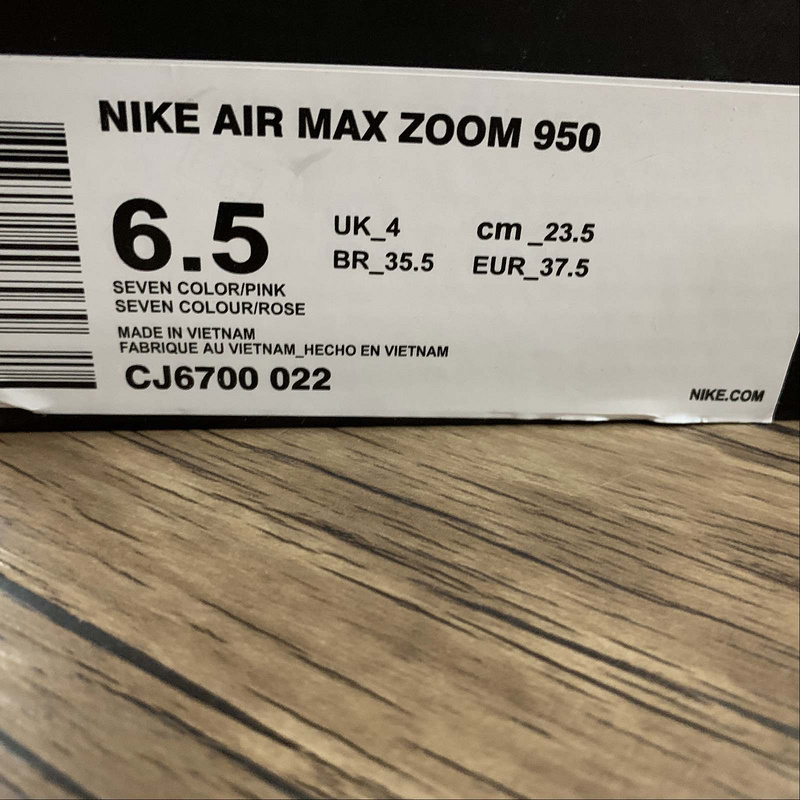 NIKE AIR MAX ZOOM 950
6.5
UK_4 cm_23.5
BR_35.5 EUR_37.5
SEVEN COLOR/PINK
SEVEN COLOUR/ROSE
MADE IN VIETNAM
FABRIQUE AU VIETNAM_HECHO EN VIETNAM
CJ6700 022
NIKE.COM